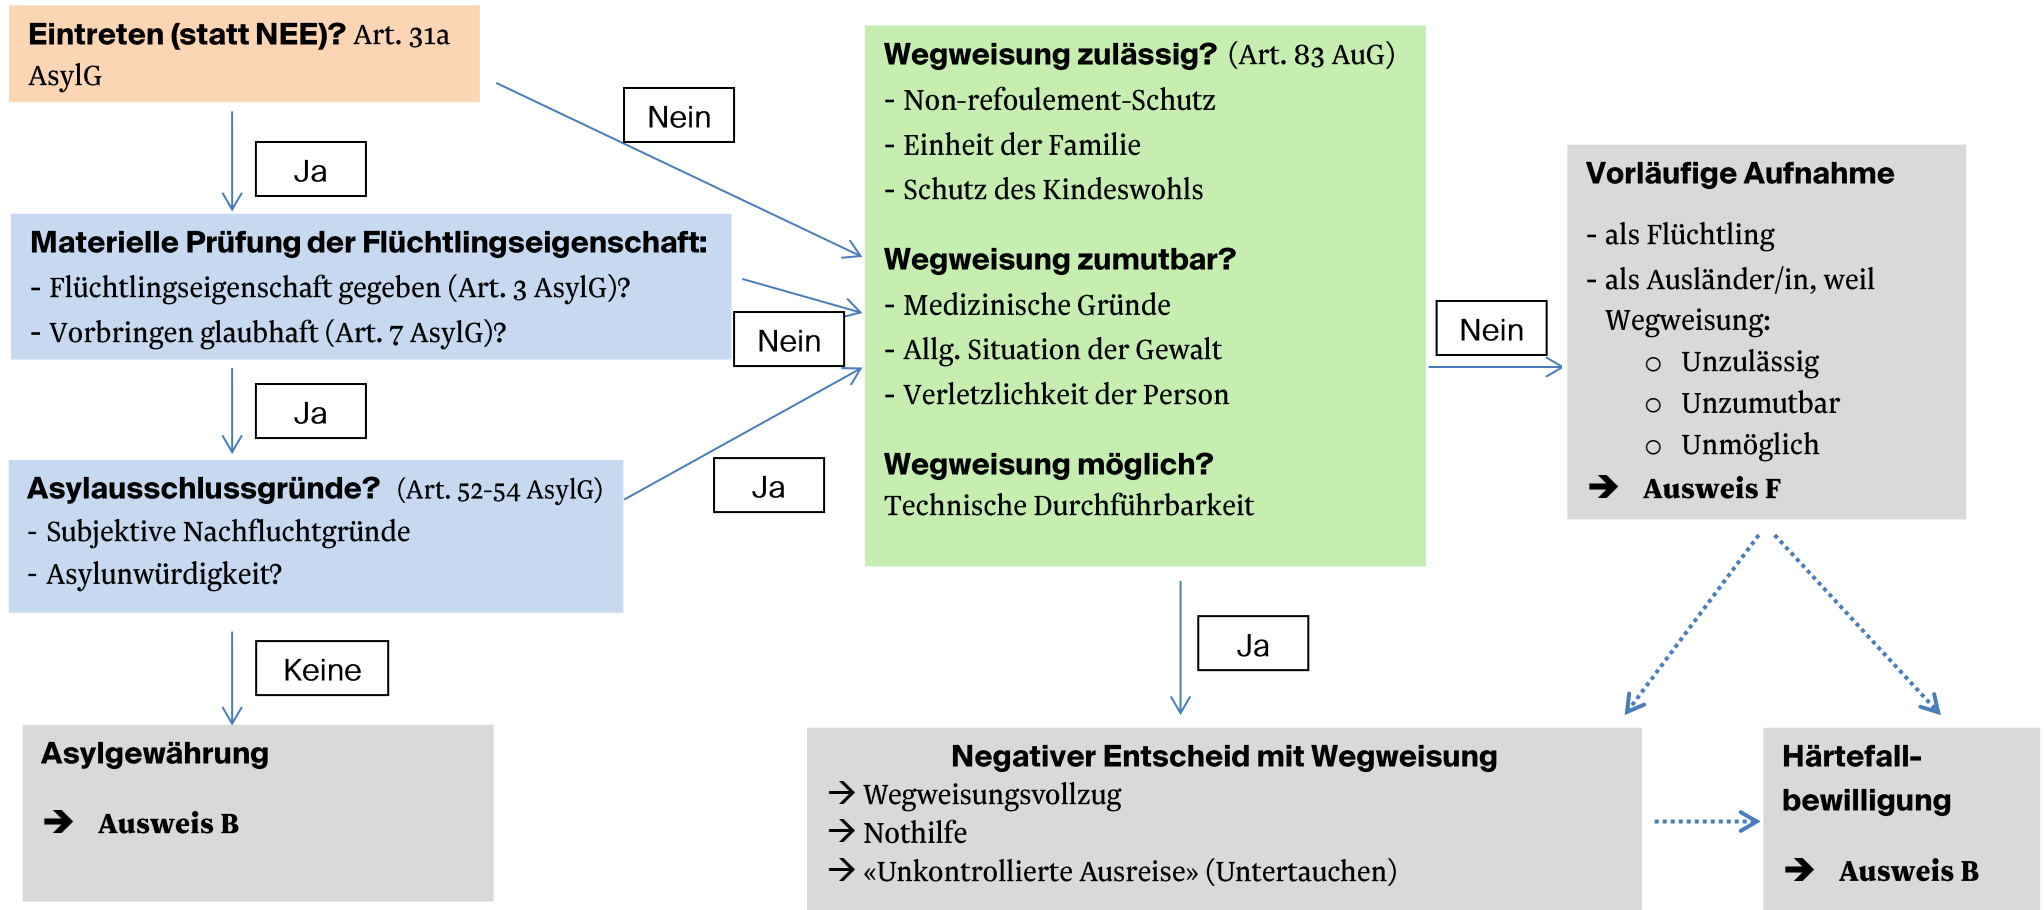 Eintreten (statt NEE)? Art. 31a
AsylG
Nein
Ja
Materielle Prüfung der Flüchtlingseigenschaft:
- Flüchtlingseigenschaft gegeben (Art. 3 AsylG)?
- Vorbringen glaubhaft (Art. 7 AsylG)?
Nein
Ja
Asylausschlussgründe? (Art. 52-54 AsylG)
- Subjektive Nachfluchtgründe
- Asylunwürdigkeit?
Ja
Keine
Asylgewährung
➔ Ausweis B
Wegweisung zulässig? (Art. 83 AuG)
- Non-refoulement-Schutz
- Einheit der Familie
- Schutz des Kindeswohls
Wegweisung zumutbar?
- Medizinische Gründe
- Allg. Situation der Gewalt
- Verletzlichkeit der Person
Wegweisung möglich?
Technische Durchführbarkeit
Nein
Ja
Vorläufige Aufnahme
- als Flüchtling
- als Ausländer/in, weil
Wegweisung:
o Unzulässig
o Unzumutbar
o Unmöglich
➔ Ausweis F
Negativer Entscheid mit Wegweisung
→ Wegweisungsvollzug
→ Nothilfe
→ «Unkontrollierte Ausreise» (Untertauchen)
Härtefall-
bewilligung
➔ Ausweis B